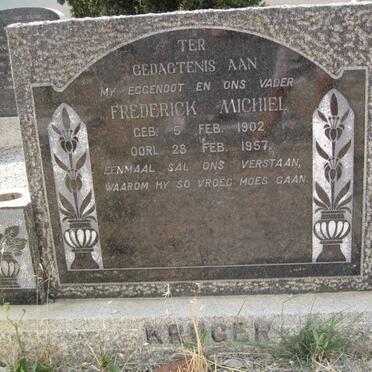 TER
GEDAGTENIS AAN
MY EGGENOOT EN ONS VADER
FREDERICK MICHIEL
GEB. 5 FEB. 1902
OORL. 28 FEB. 1957.
EENMAAL SAL ONS VERSTAAN,
WAAROM HY SO VROEG MOES GAAN.
KRUGER